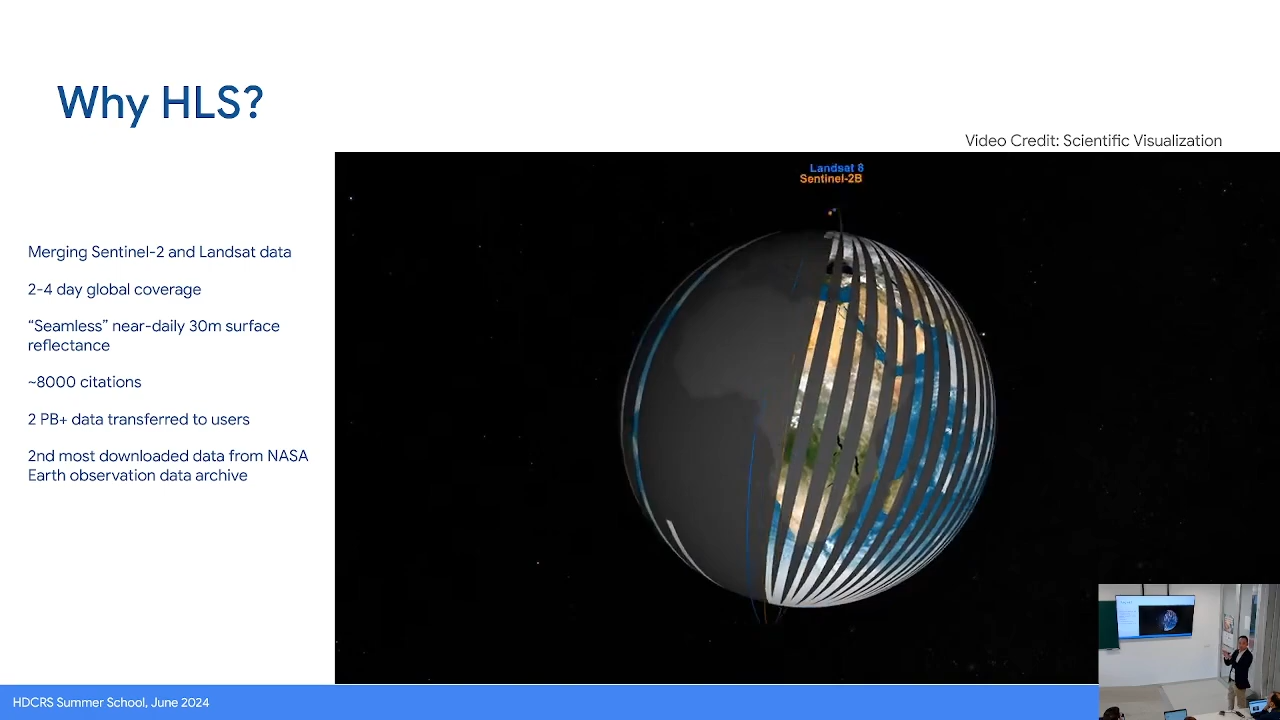 Why HLS?
Video Credit: Scientific Visualization
Landsat 8
Sentinel-2B
Merging Sentinel-2 and Landsat data
2-4 day global coverage
“Seamless” near-daily 30m surface
reflectance
~8000 citations
2 PB+ data transferred to users
2nd most downloaded data from NASA
Earth observation data archive
HDCRS Summer School, June 2024